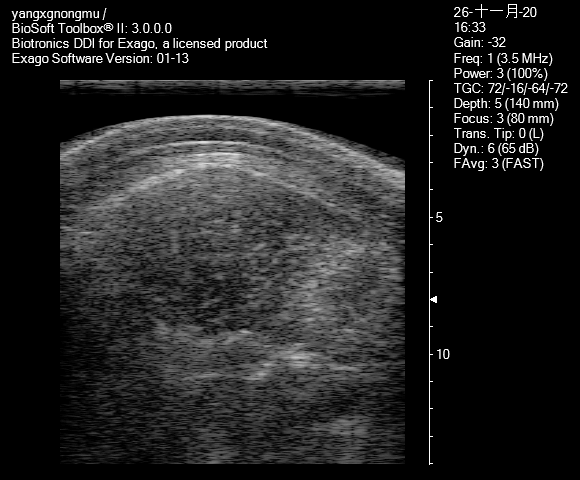 yangxgnongmu /
BioSoft Toolbox® II: 3.0.0.0
Biotronics DDI for Exago, a licensed product
Exago Software Version: 01-13
26-十一月-20
16:33
Gain: -32
Freq: 1 (3.5 MHz)
Power: 3 (100%)
TGC: 72/-16/-64/-72
Depth: 5 (140 mm)
Focus: 3 (80 mm)
Trans. Tip: 0 (L)
Dyn.: 6 (65 dB)
FAvg: 3 (FAST)
5
10